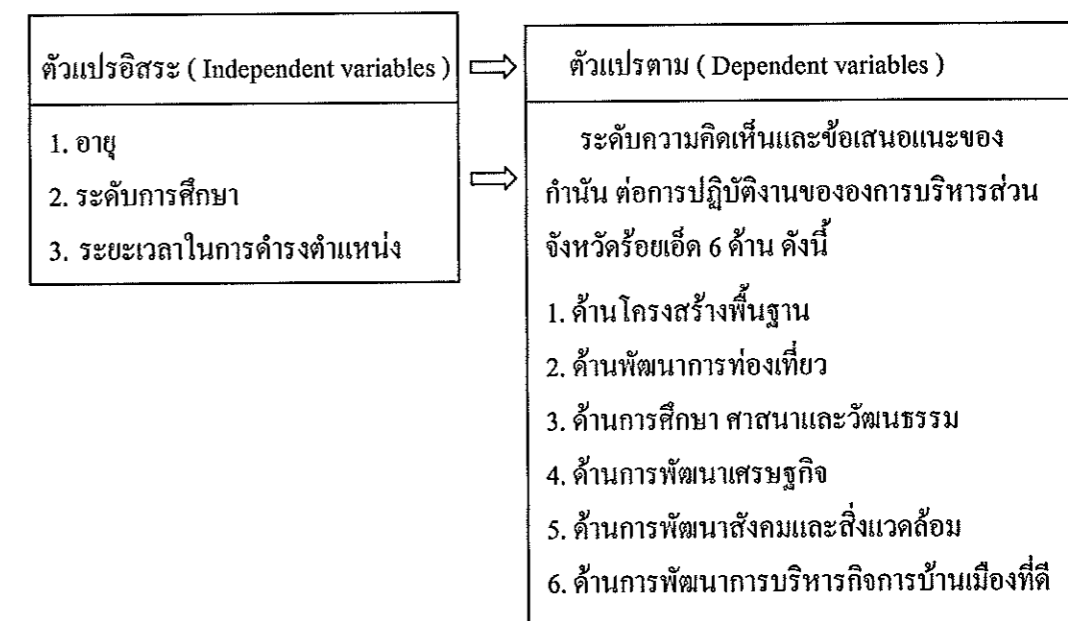 ตัวแปรอิสระ ( Independent variables )
1. อายุ
2. ระดับการศึกษา
3. ระยะเวลาในการดำรงตำแหน่ง
ตัวแปรตาม ( Dependent variables )
ระดับความคิดเห็นและข้อเสนอแนะของ
กำนัน ต่อการปฏิบัติงานขององการบริหารส่วน
จังหวัดร้อยเอ็ด 6 ด้าน ดังนี้
1. ด้านโครงสร้างพื้นฐาน
2. ด้านพัฒนาการท่องเที่ยว
3. ด้านการศึกษา ศาสนาและวัฒนธรรม
4. ด้านการพัฒนาเศรษฐกิจ
5. ด้านการพัฒนาสังคมและสิ่งแวดล้อม
6. ด้านการพัฒนาการบริหารกิจการบ้านเมืองที่ดี